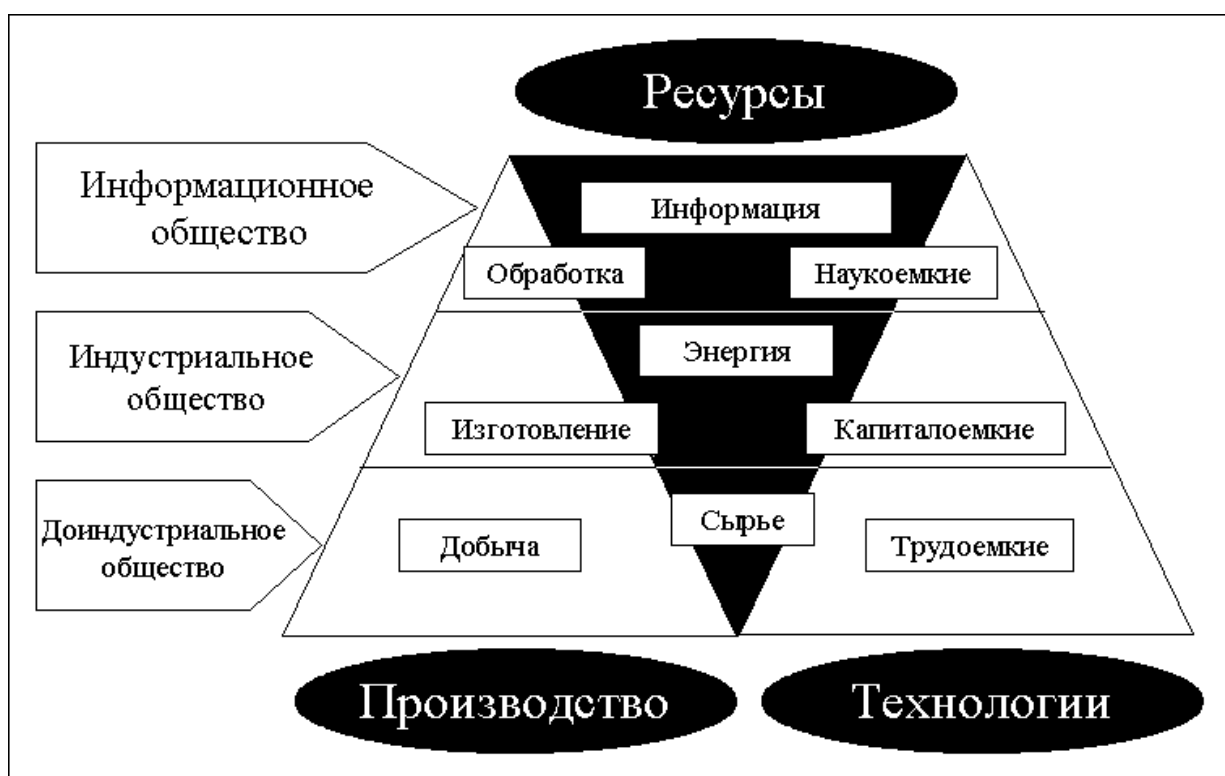 Ресурсы
Информационное
общество
Информация
Обработка
Наукоемкие
Индустриальное
общество
Энергия
Изготовление
Капиталоемкие
Доиндустриальное
общество
Сырье
Добыча
Трудоемкие
Производство
Технологии